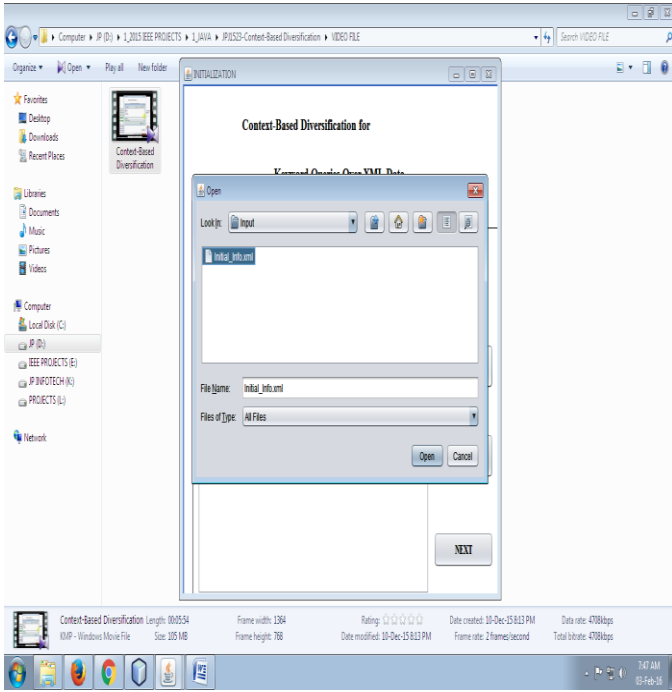 Computer ▸ JP (D:) ▸ 1_2015 IEEE PROJECTS ▸ 1_JAVA ▸ JPJ1523-Context-Based Diversification ▸ VIDEO FILE
Search VIDEO FILE
Organize
Open
Play all
New folder
Favorites
Desktop
Downloads
Recent Places
Libraries
Documents
Music
Pictures
Videos
Computer
Local Disk (C:)
JP (D:)
IEEE PROJECTS (E:)
JP INFOTECH (K:)
PROJECTS (L:)
Network
Context-Based
Diversification
INITIALIZATION
Context-Based Diversification for
Keyword Queries Over XML Data
Open
Look In:
Input
Initial_Info.xml
File Name:
Initial_Info.xml
Files of Type:
All Files
Open
Cancel
NEXT
Context-Based Diversification Length: 00:05:54
Frame width: 1364
Rating:
Date created: 10-Dec-15 8:13 PM
Data rate: 4708kbps
KMP - Windows Movie File
Size: 105 MB
Frame height: 768
Date modified: 10-Dec-15 8:13 PM
Frame rate: 2 frames/second
Total bitrate: 4708kbps
7:47 AM
03-Feb-16